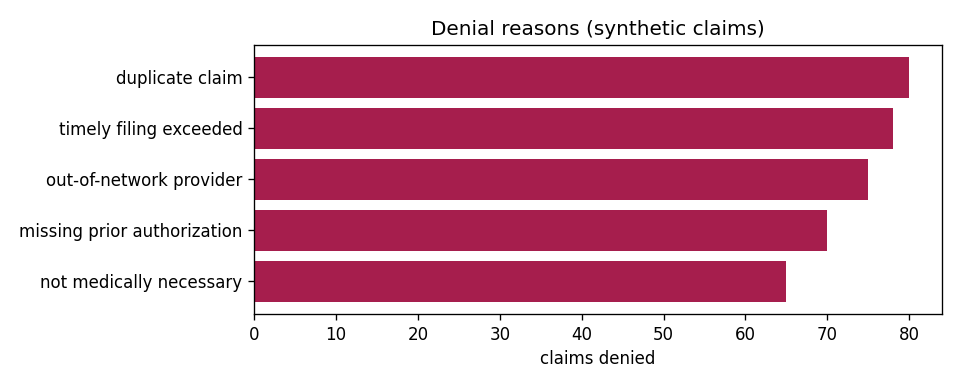 Denial reasons (synthetic claims)
duplicate claim
timely filing exceeded
out-of-network provider
missing prior authorization
not medically necessary
0 10 20 30 40 50 60 70 80
claims denied